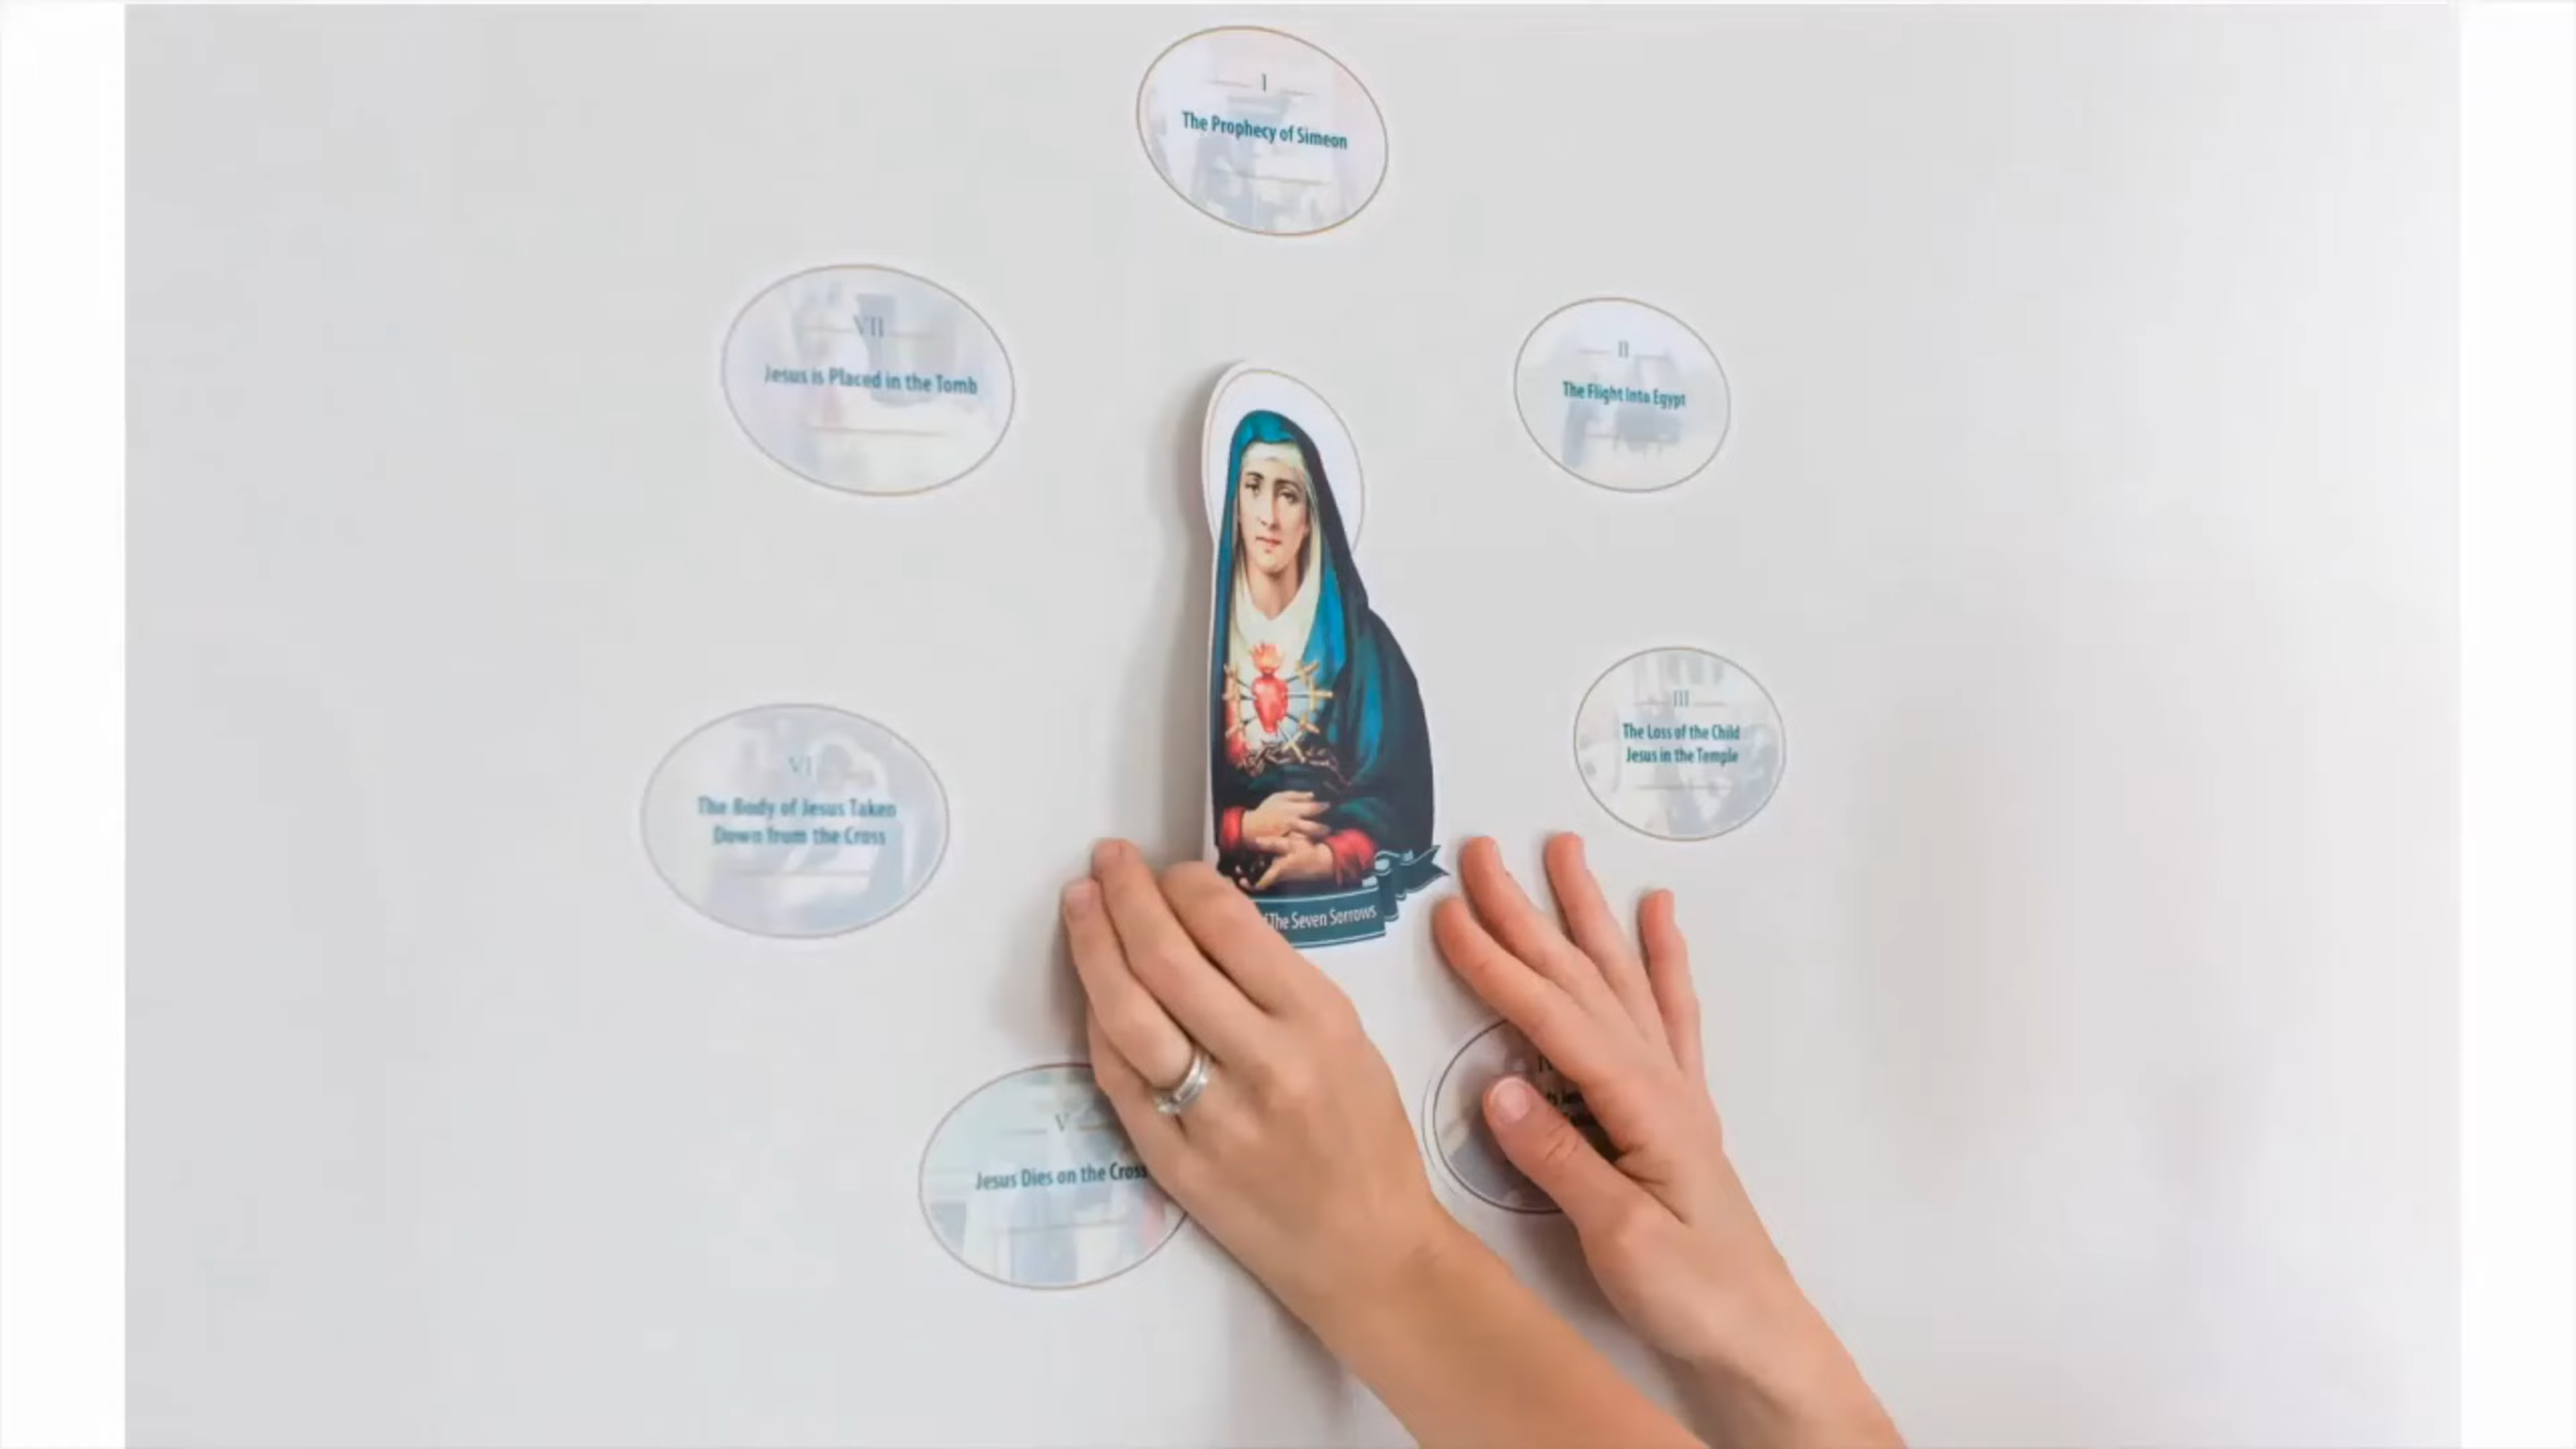 I
The Prophecy of Simeon
II
The Flight Into Egypt
III
The Loss of the Child
Jesus in the Temple
V
Jesus Dies on the Cross
VI
The Body of Jesus Taken
Down from the Cross
VII
Jesus is Placed in the Tomb
The Seven Sorrows